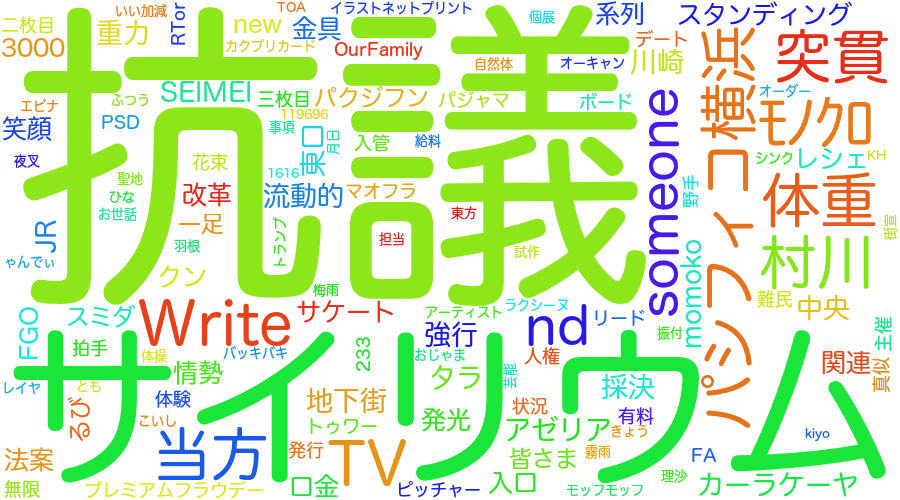 抗議
サイリウム
二枚目
いい加減
RTor
new
TOA
イラストネットプリント
個展
系列
スタンディング
3000
重力
金具
カクプリカード
OurFamily
自然体
オーキャン
デート
川崎
突貫
横浜
パシフィコ
エピナ
ふつう
SEIMEI
三枚目
パクジフン
パジャマ
ボード
オーダー
モノクロ
笑顔
PSD
119696
事項
東口
月日
入管
給料
someone
シンク
レシェ
KH
夜叉
花束
聖地
ひな
お世話
改革
1616
流動的
マオフラ
東方
野手
体重
街宣
一足
JR
羽根
トランプ
担当
試作
ゃんでぃ
クン
梅雨
村川
momoko
難民
中央
FGO
スミダ
Write
サケート
アーティスト
ラクシーヌ
nd
リード
強行
振付
主催
拍手
体操
バッキバキ
233
おじゃま
人権
関連
真似
レイヤ
とも
情勢
タラ
芸能
採決
るび
体験
地下街
発光
状況
有料
こいし
トゥワー
アゼリア
きょう
kiyo
当方
発行
TV
皆さま
霧雨
FA
法案
無限
プレミアムフラウデー
口金
ピッチャー
入口
モッフモッフ
理沙
カーラケーヤ